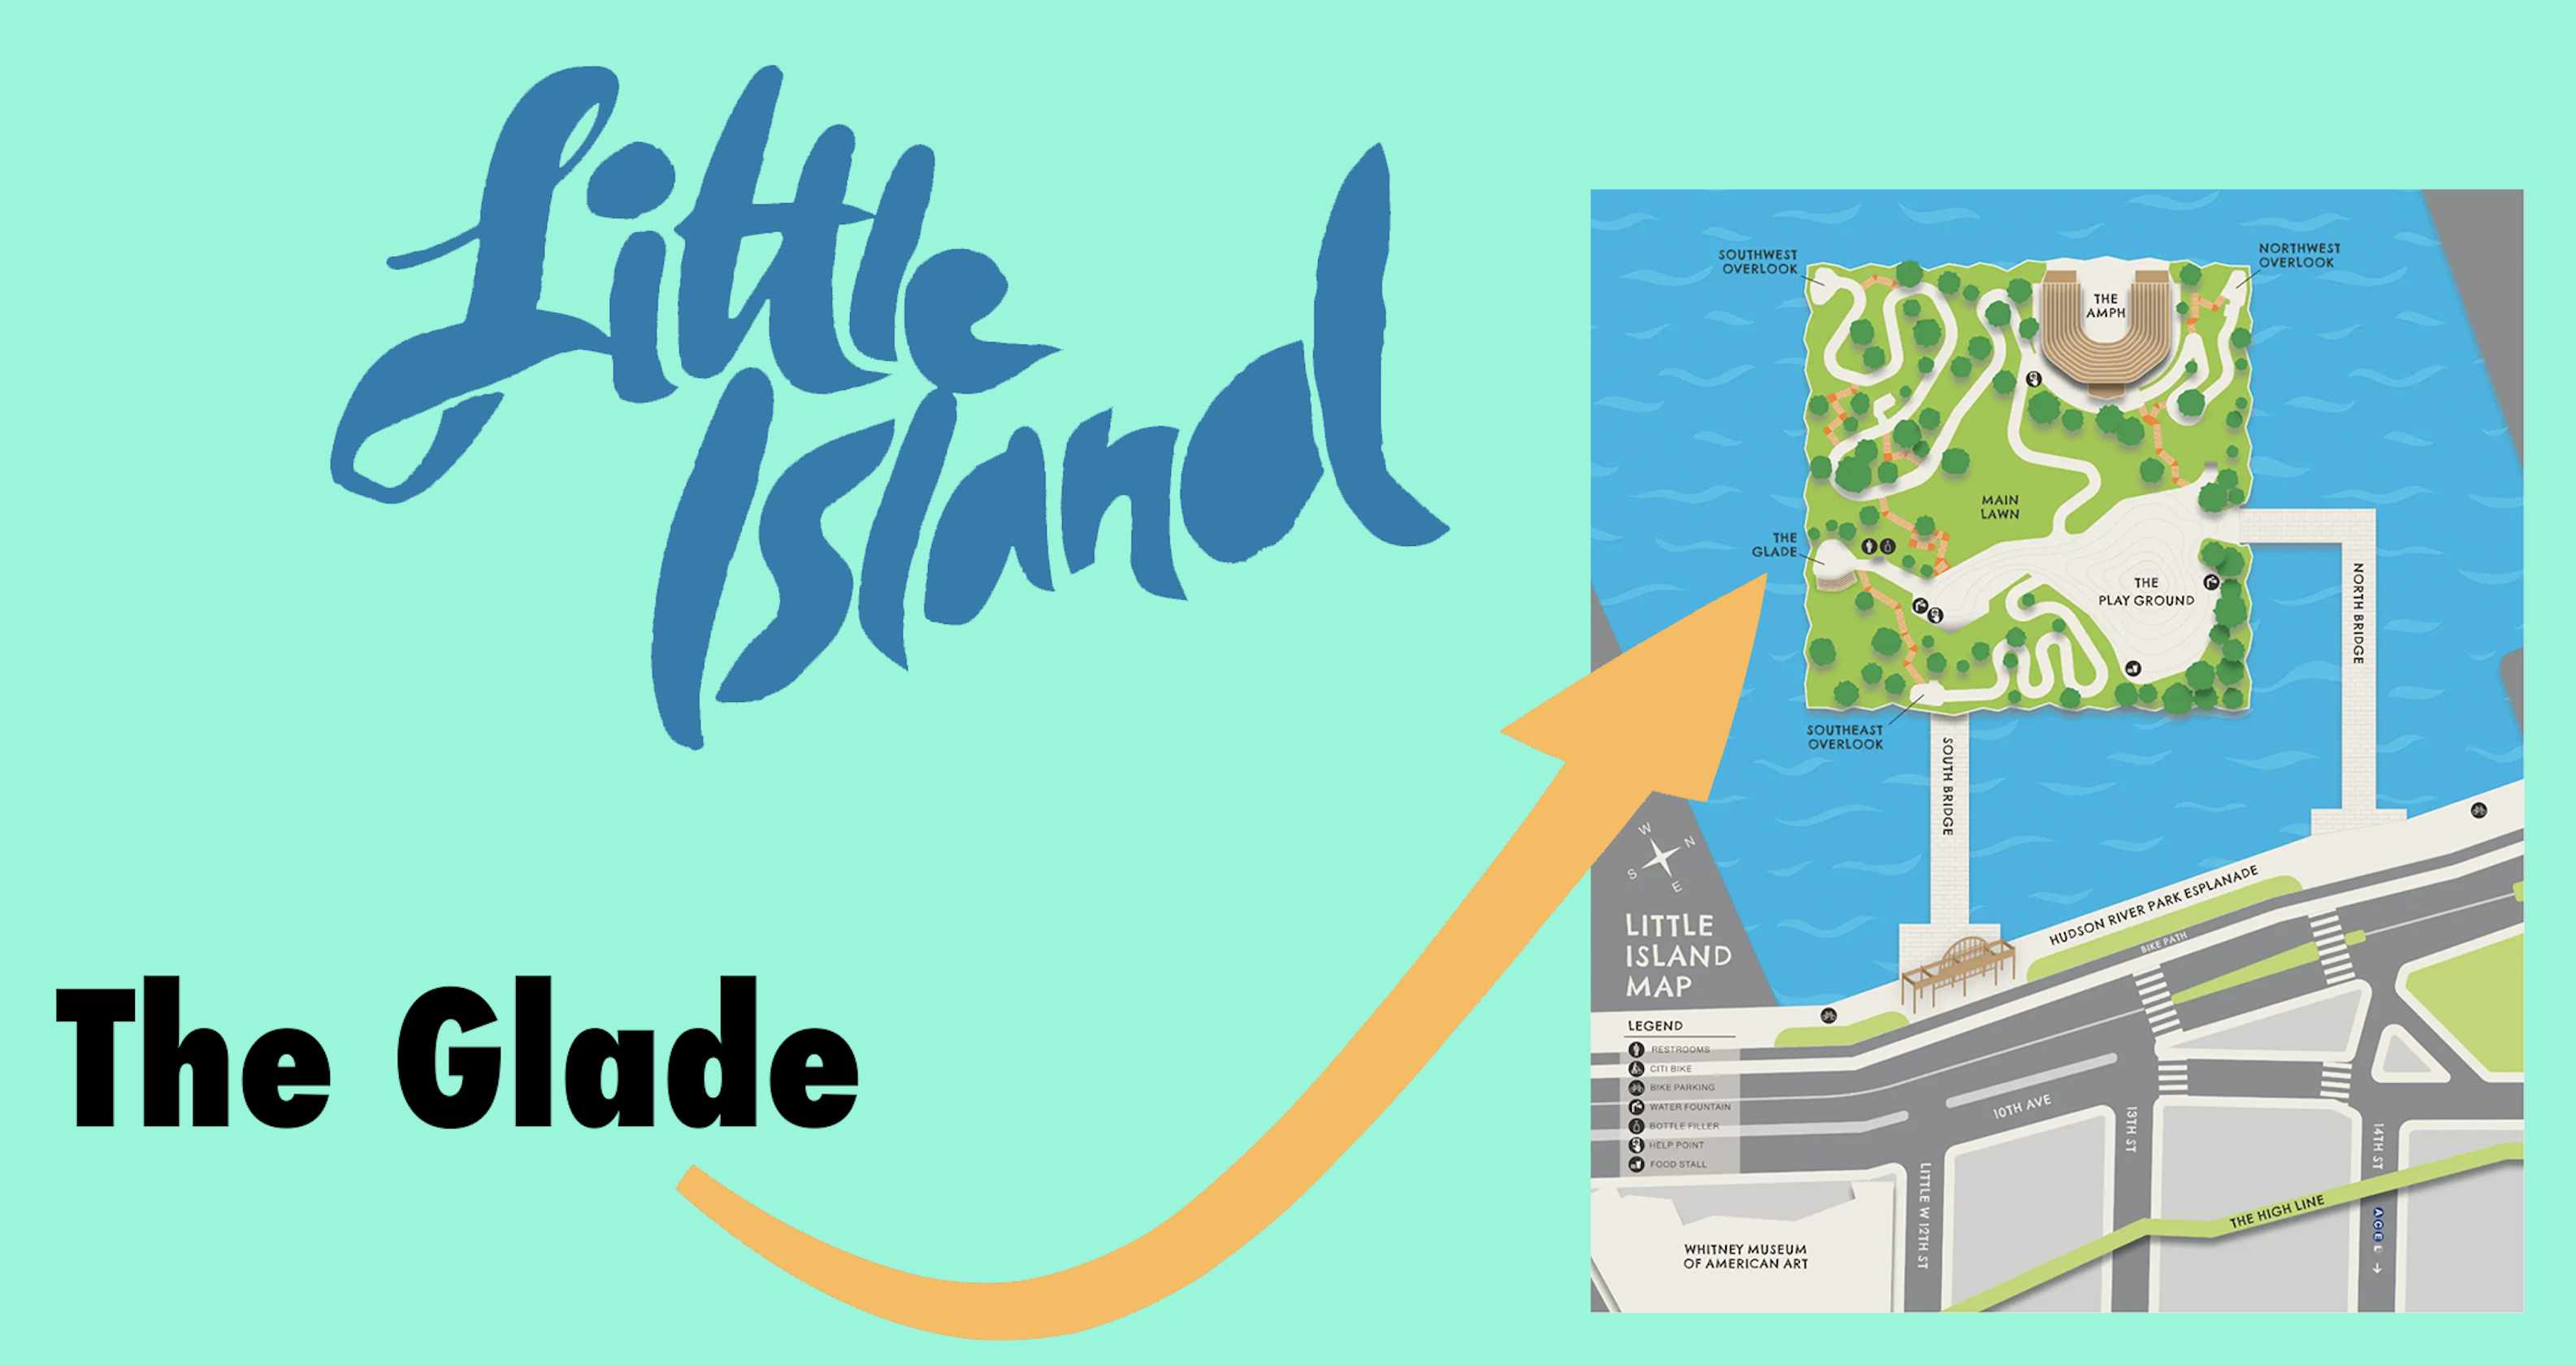 Little
Island
The Glade
SOUTHWEST
OVERLOOK
NORTHWEST
OVERLOOK
THE
AMPH
MAIN
LAWN
THE
GLADE
THE
PLAY GROUND
SOUTHEAST
OVERLOOK
SOUTH BRIDGE
NORTH BRIDGE
W
N
S
E
LITTLE
ISLAND
MAP
HUDSON RIVER PARK ESPLANADE
BIKE PATH
LEGEND
RESTROOMS
CITI BIKE
BIKE PARKING
WATER FOUNTAIN
BOTTLE FILLER
HELP POINT
FOOD STALL
10TH AVE
13TH ST
14TH ST
A C E L
LITTLE W 12TH ST
THE HIGH LINE
WHITNEY MUSEUM
OF AMERICAN ART